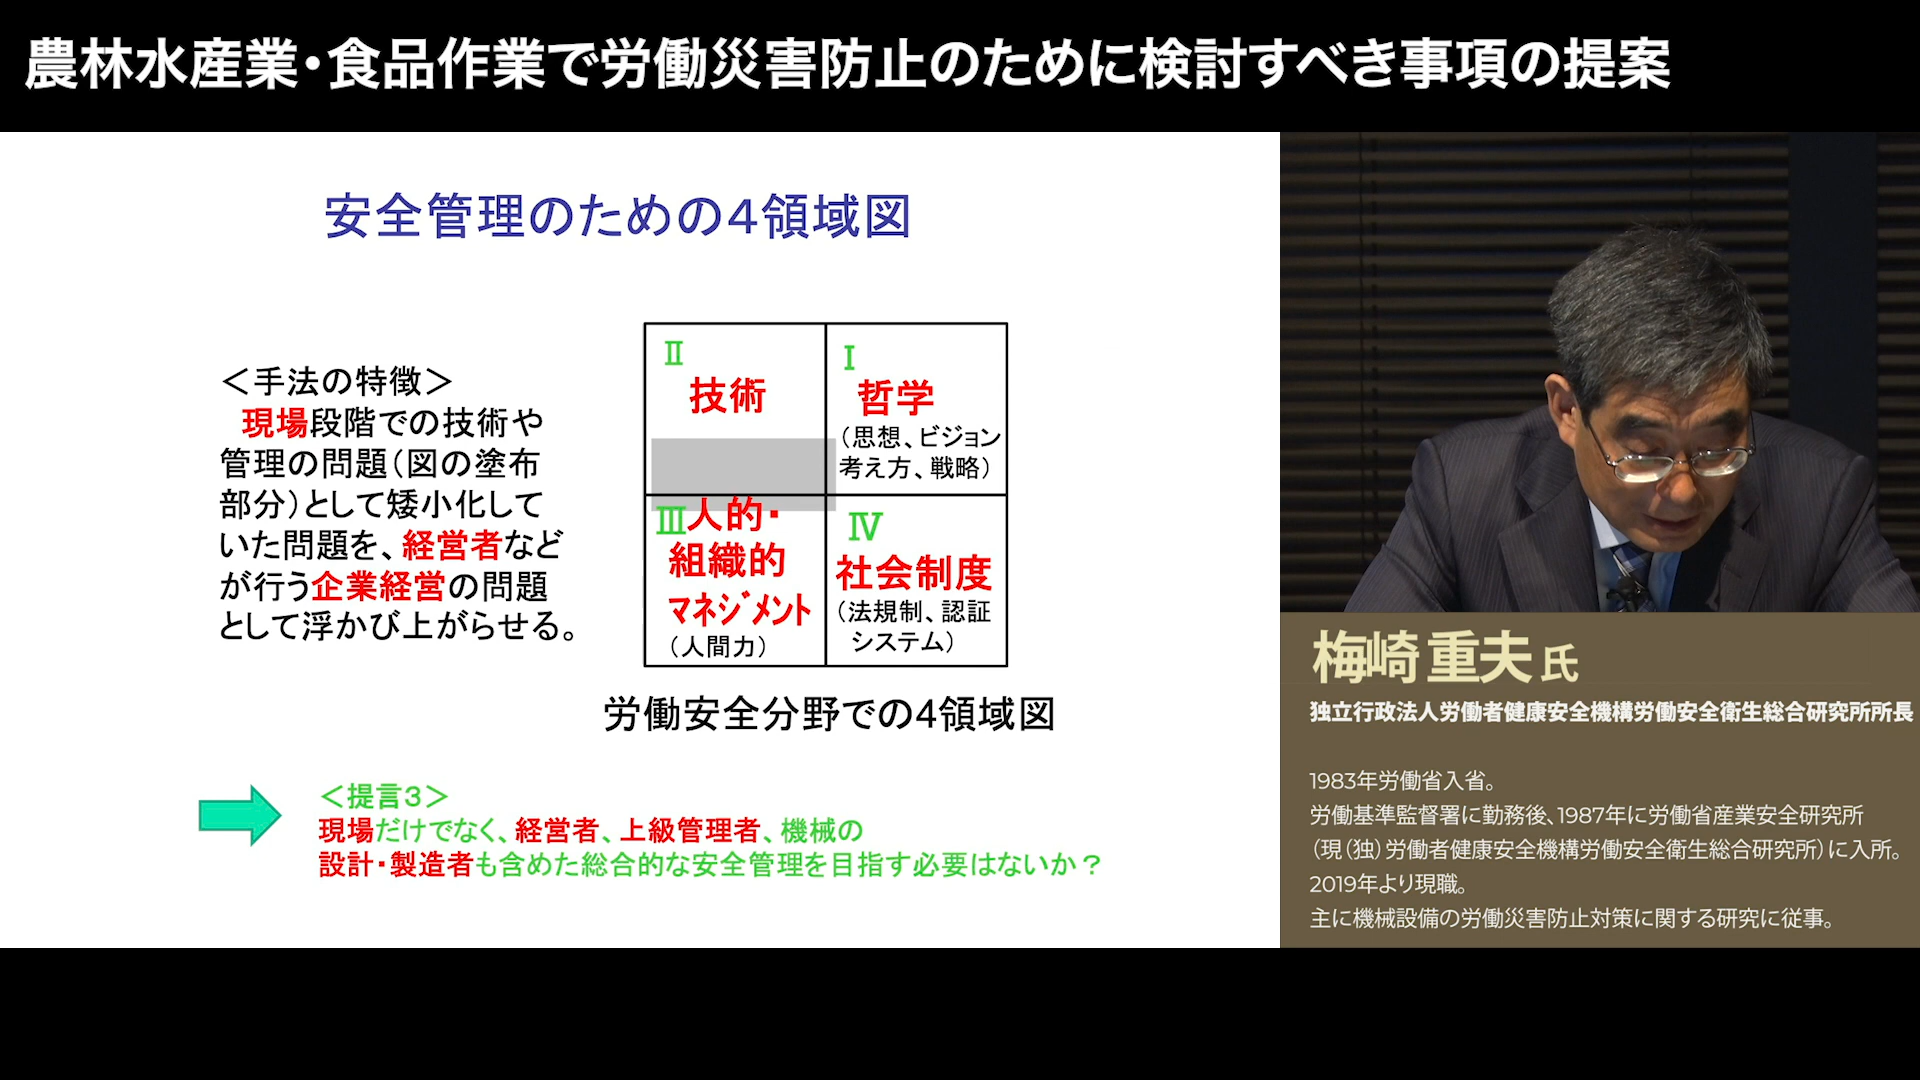 農林水産業・食品作業で労働災害防止のために検討すべき事項の提案
安全管理のための４領域図
＜手法の特徴＞
現場段階での技術や
管理の問題（図の塗布
部分）として矮小化して
いた問題を、経営者など
が行う企業経営の問題
として浮かび上がらせる。
Ⅱ
技術
Ⅰ
哲学
（思想、ビジョン
考え方、戦略）
Ⅲ人的・
組織的
マネジメント
（人間力）
Ⅳ
社会制度
（法規制、認証
システム）
労働安全分野での4領域図
＜提言３＞
現場だけでなく、経営者、上級管理者、機械の
設計・製造者も含めた総合的な安全管理を目指す必要はないか？
梅崎 重夫 氏
独立行政法人労働者健康安全機構労働安全衛生総合研究所所長
1983年労働省入省。
労働基準監督署に勤務後、1987年に労働省産業安全研究所
（現（独）労働者健康安全機構労働安全衛生総合研究所）に入所。
2019年より現職。
主に機械設備の労働災害防止対策に関する研究に従事。